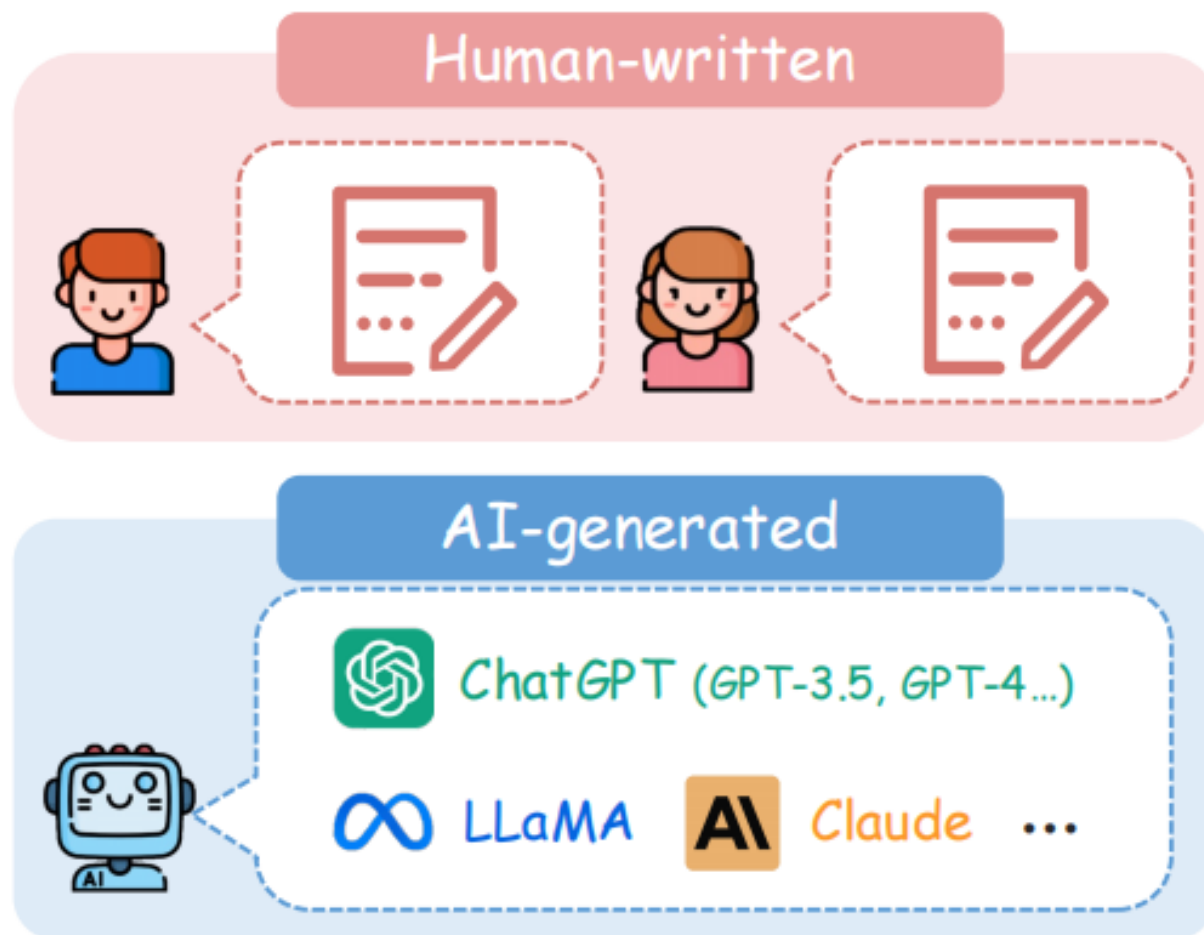 Human-written
AI-generated
ChatGPT (GPT-3.5, GPT-4...)
LLaMA
A\ Claude ...
AI